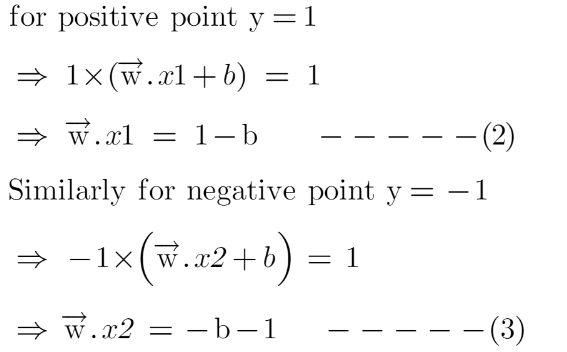 for positive point y = 1
⇒ 1×(w⃗.x1+b) = 1
⇒ w⃗.x1 = 1−b −−−−−(2)
Similarly for negative point y = −1
⇒ −1×(w⃗.x2+b) = 1
⇒ w⃗.x2 = −b−1 −−−−−(3)